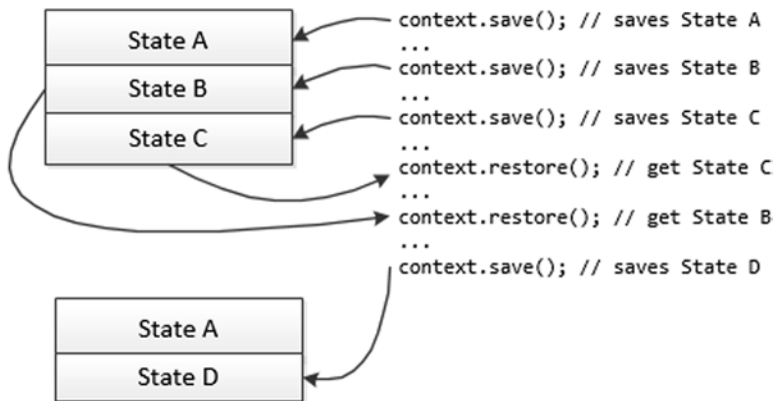 State A
State B
State C
context.save(); // saves State A
...
context.save(); // saves State B
...
context.save(); // saves State C
...
context.restore(); // get State C
...
context.restore(); // get State B
...
context.save(); // saves State D
State A
State D